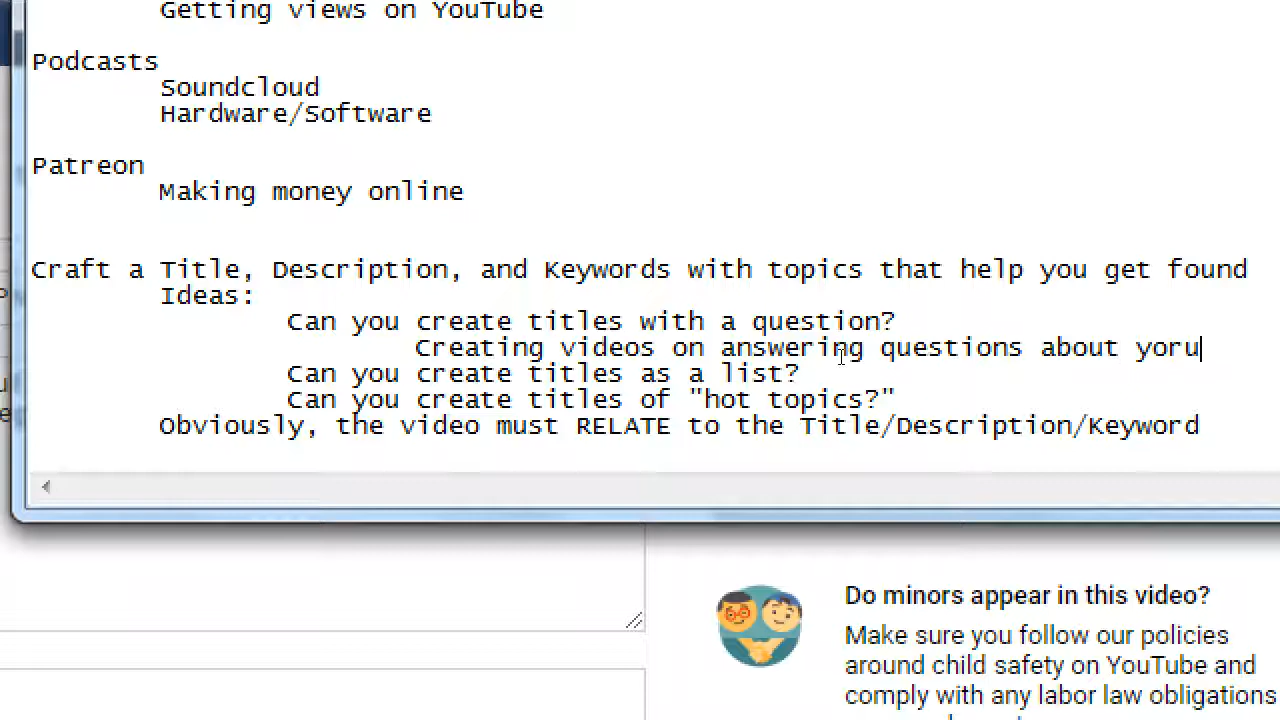 Getting views on YouTube
Podcasts
Soundcloud
Hardware/Software
Patreon
Making money online
Craft a Title, Description, and Keywords with topics that help you get found
Ideas:
Can you create titles with a question?
Creating videos on answering questions about yoru
Can you create titles as a list?
Can you create titles of "hot topics?"
Obviously, the video must RELATE to the Title/Description/Keyword
Do minors appear in this video?
Make sure you follow our policies
around child safety on YouTube and
comply with any labor law obligations